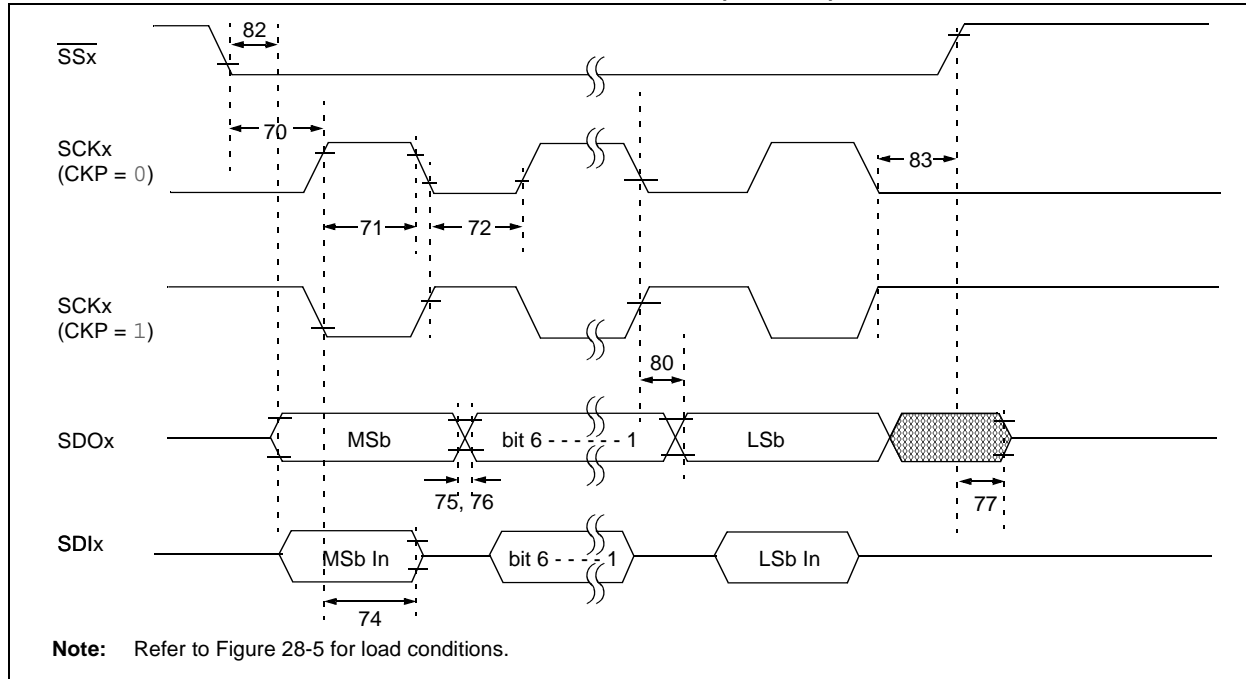 82
SSx
70
SCKx
(CKP = 0)
83
71
72
SCKx
(CKP = 1)
80
SDOx
MSb
bit 6 - - - - - - 1
LSb
75, 76
77
SDIx
MSb In
bit 6 - - - - 1
LSb In
74
Note: Refer to Figure 28-5 for load conditions.